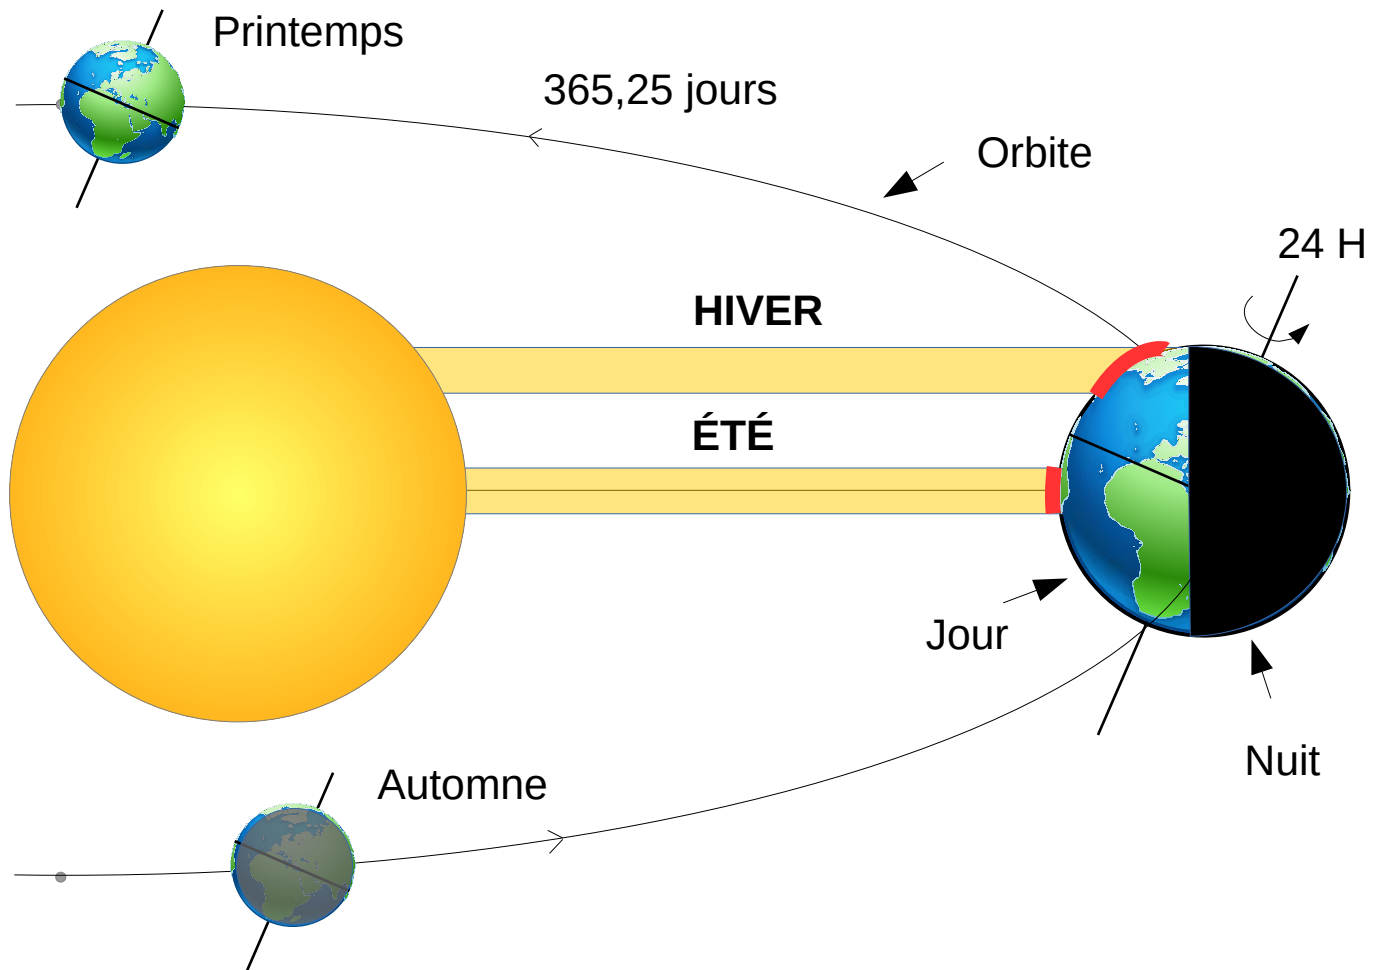 Printemps
365,25 jours
Orbite
24 H
HIVER
ÉTÉ
Jour
Nuit
Automne